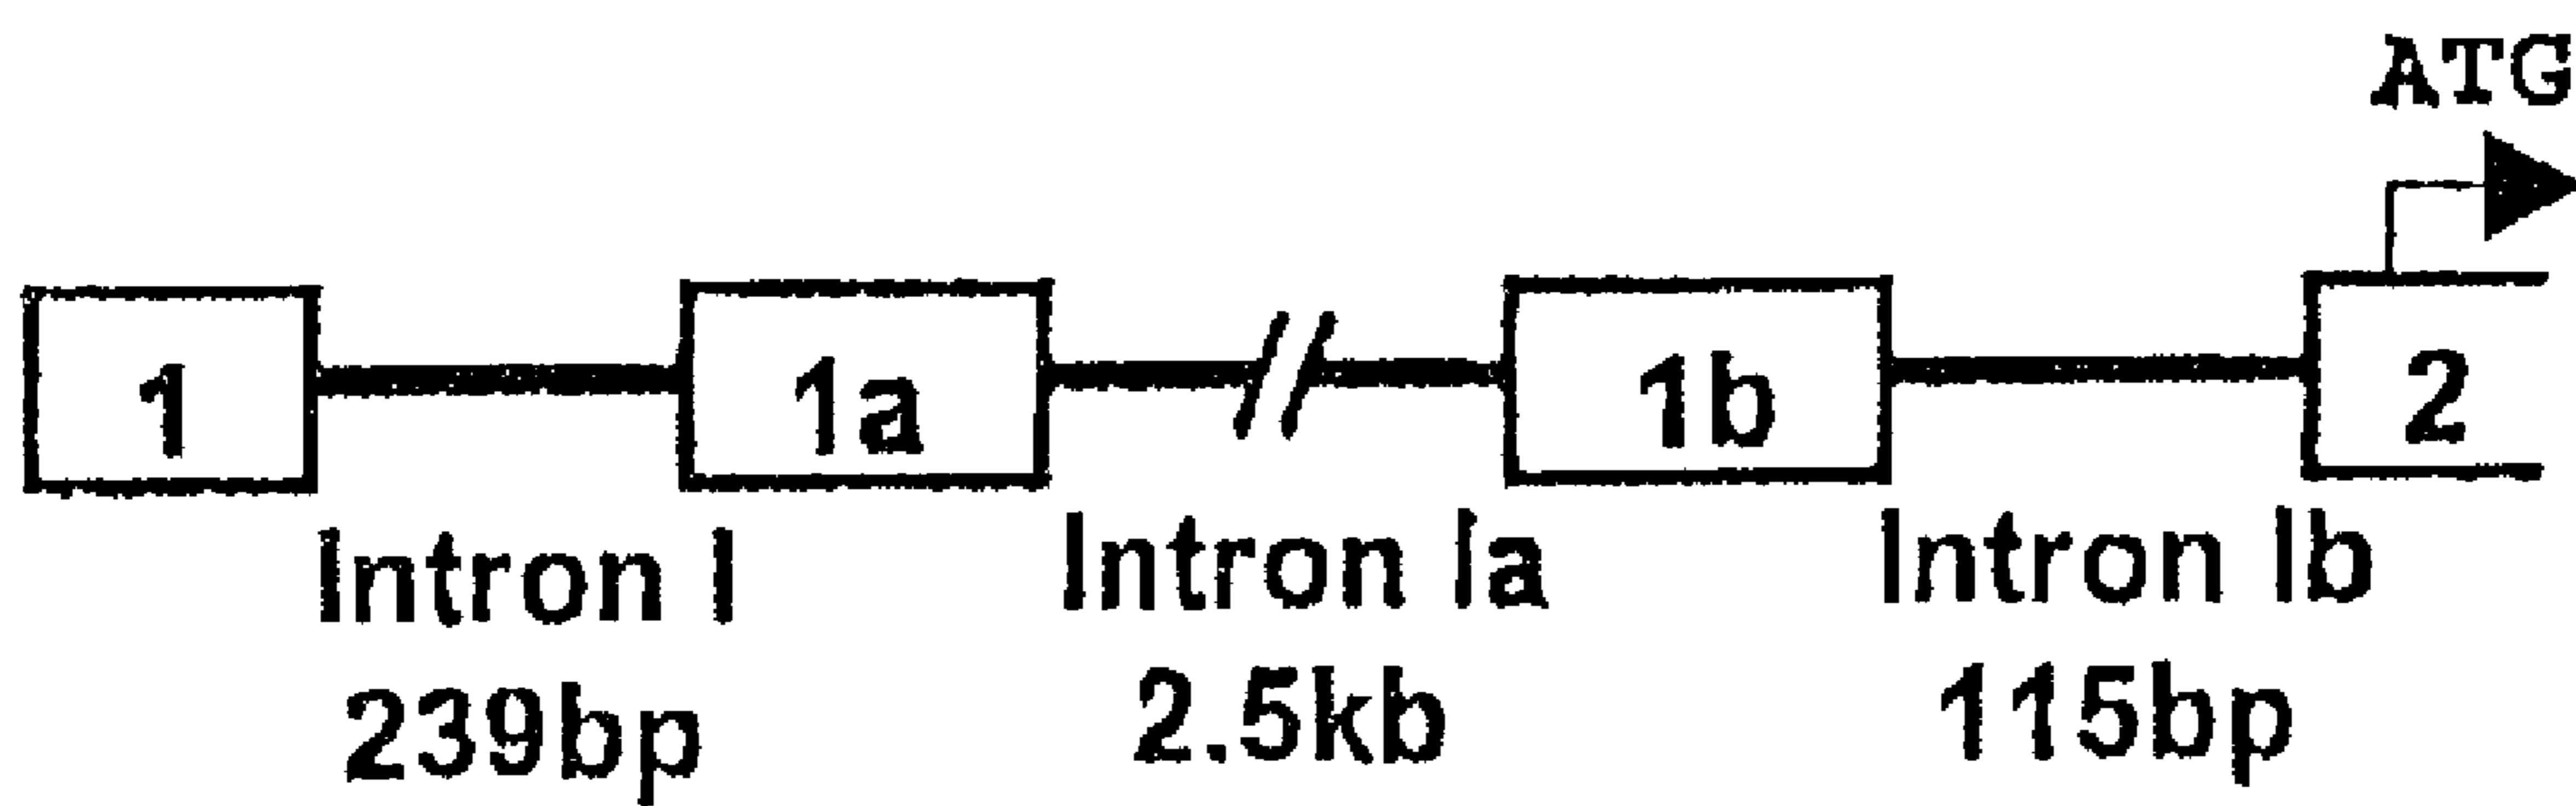 ATG
1 1a 1b 2
Intron I Intron Ia Intron Ib
239bp 2.5kb 115bp